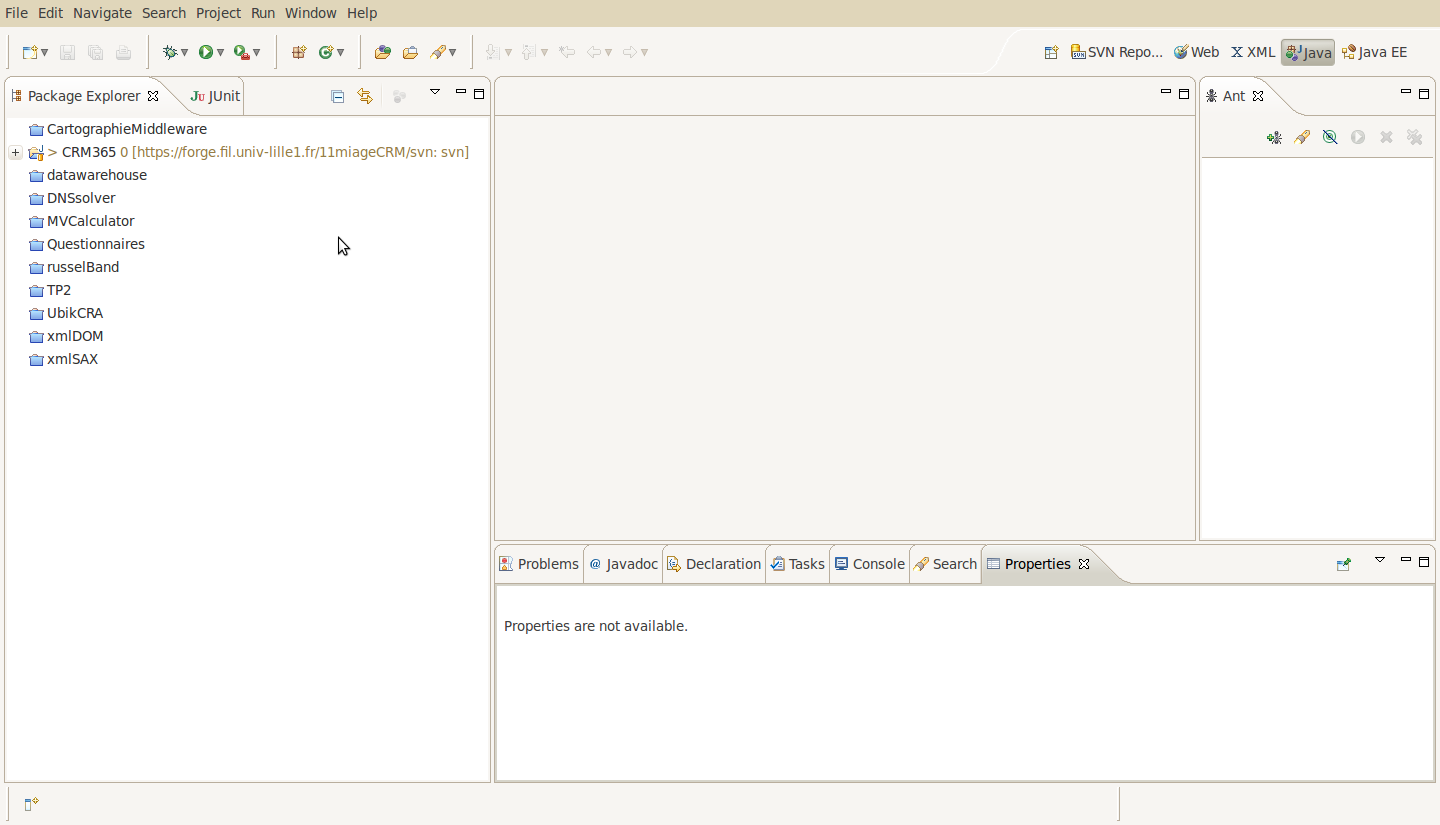 File Edit Navigate Search Project Run Window Help
SVN Repo... Web XML Java Java EE
Package Explorer JUnit
Ant
CartographieMiddleware
> CRM365 0 [https://forge.fil.univ-lille1.fr/11miageCRM/svn: svn]
datawarehouse
DNSsolver
MVCalculator
Questionnaires
russelBand
TP2
UbikCRA
xmlDOM
xmlSAX
Problems @ Javadoc Declaration Tasks Console Search Properties
Properties are not available.